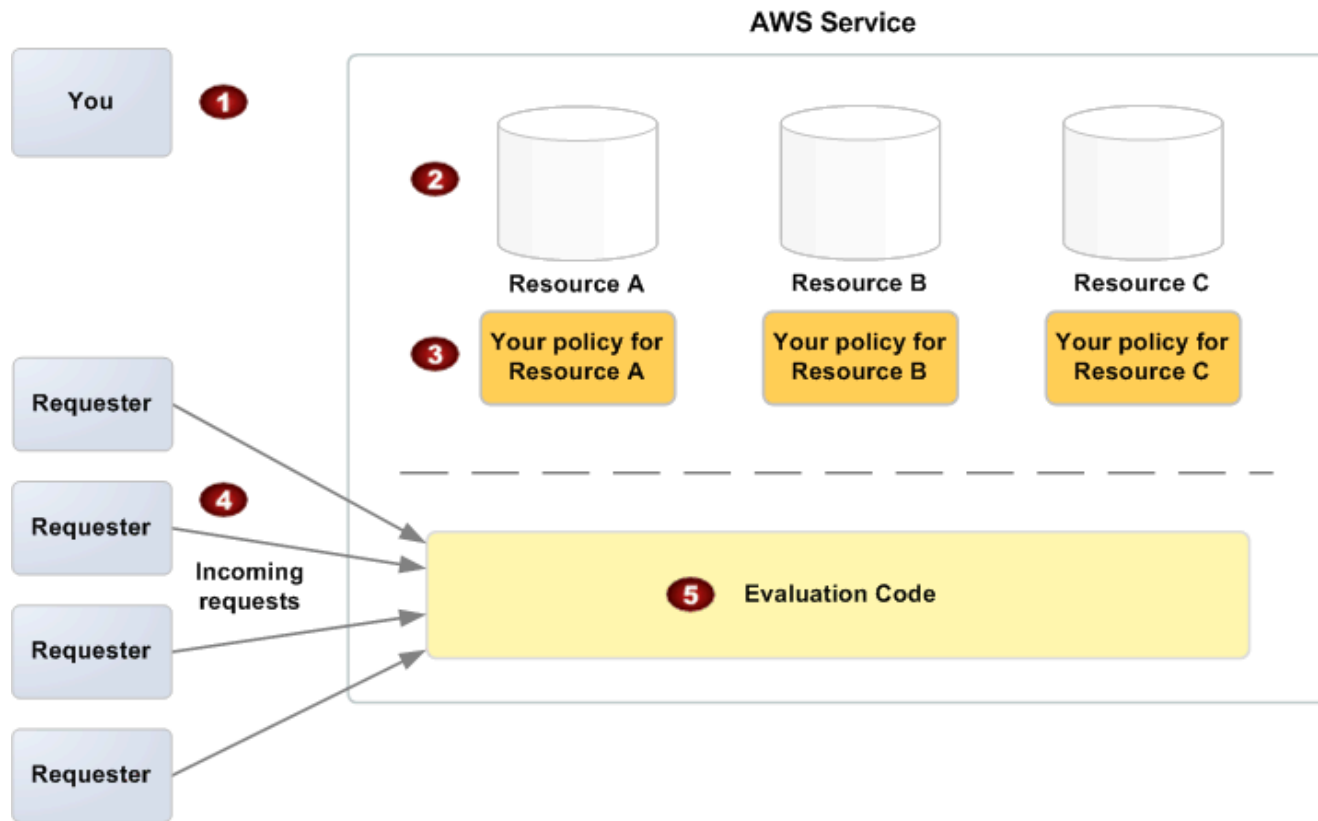 AWS Service
You
1
2
Resource A
Resource B
Resource C
3
Your policy for
Resource A
Your policy for
Resource B
Your policy for
Resource C
Requester
4
Requester
Incoming
requests
5
Evaluation Code
Requester
Requester